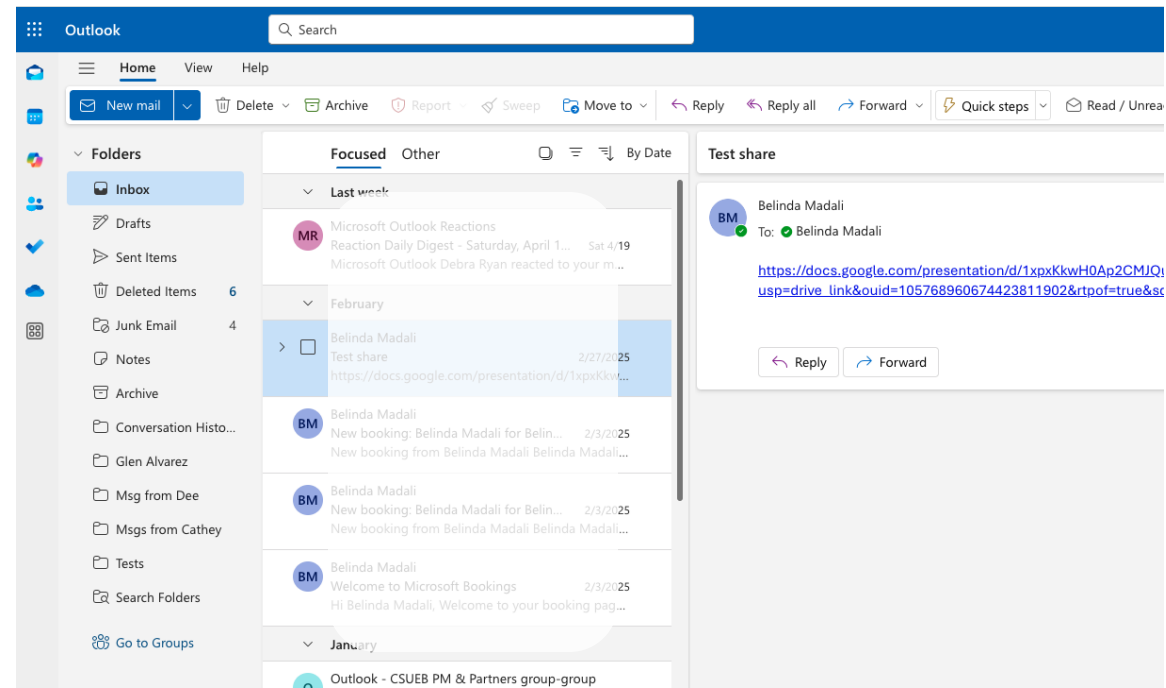 Outlook
Search
Home View Help
New mail Delete Archive Report Sweep Move to Reply Reply all Forward Quick steps Read / Unrea
Folders
Inbox
Drafts
Sent Items
Deleted Items 6
Junk Email 4
Notes
Archive
Conversation Histo...
Glen Alvarez
Msg from Dee
Msgs from Cathey
Tests
Search Folders
Go to Groups
Focused Other By Date
Last week
MR
Microsoft Outlook Reactions
Reaction Daily Digest - Saturday, April 1... Sat 4/19
Microsoft Outlook Debra Ryan reacted to your m...
February
Belinda Madali
Test share 2/27/2025
https://docs.google.com/presentation/d/1xpxKkw...
BM
Belinda Madali
New booking: Belinda Madali for Belin... 2/3/2025
New booking from Belinda Madali Belinda Madali...
BM
Belinda Madali
New booking: Belinda Madali for Belin... 2/3/2025
New booking from Belinda Madali Belinda Madali...
BM
Belinda Madali
Welcome to Microsoft Bookings 2/3/2025
Hi Belinda Madali, Welcome to your booking pag...
January
Outlook - CSUEB PM & Partners group-group
Test share
BM
Belinda Madali
To: Belinda Madali
https://docs.google.com/presentation/d/1xpxKkwH0Ap2CMJQu
usp=drive_link&ouid=105768960674423811902&rtpof=true&sd
Reply Forward